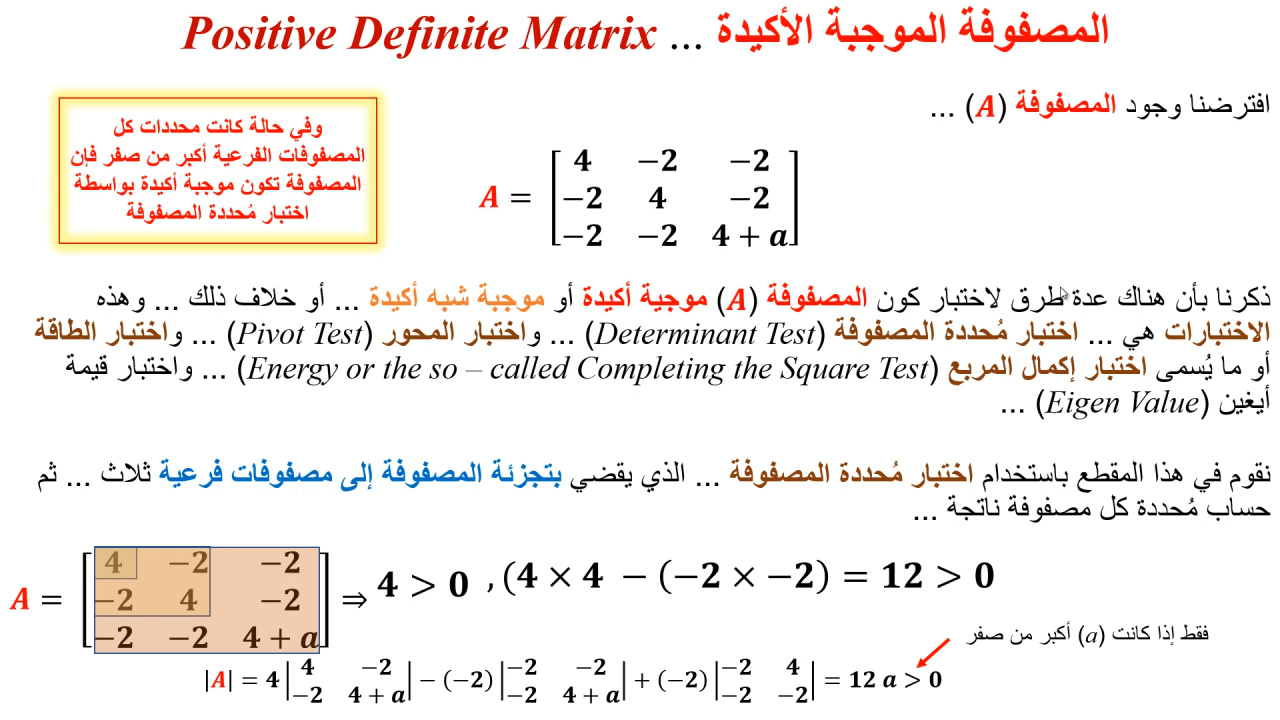 المصفوفة الموجبة الأكيدة ... Positive Definite Matrix
افترضنا وجود المصفوفة (A) ...
وفي حالة كانت محددات كل
المصفوفات الفرعية أكبر من صفر فإن
المصفوفة تكون موجبة أكيدة بواسطة
اختبار مُحددة المصفوفة
A = [4 −2 −2
−2 4 −2
−2 −2 4 + a]
ذكرنا بأن هناك عدة طرق لاختبار كون المصفوفة (A) موجبة أكيدة أو موجبة شبه أكيدة ... أو خلاف ذلك ... وهذه
الاختبارات هي ... اختبار مُحددة المصفوفة (Determinant Test) ... واختبار المحور (Pivot Test) ... واختبار الطاقة
أو ما يُسمى اختبار إكمال المربع (Energy or the so – called Completing the Square Test) ... واختبار قيمة
أيغين (Eigen Value) ...
نقوم في هذا المقطع باستخدام اختبار مُحددة المصفوفة ... الذي يقضي بتجزئة المصفوفة إلى مصفوفات فرعية ثلاث ... ثم
حساب مُحددة كل مصفوفة ناتجة ...
A = [4 −2 −2
−2 4 −2
−2 −2 4 + a] ⇒ 4 > 0 , (4 × 4 − (−2 × −2) = 12 > 0
فقط إذا كانت (a) أكبر من صفر
|A| = 4 |4 −2
−2 4 + a| − (−2) |−2 −2
−2 4 + a| + (−2) |−2 4
−2 −2| = 12 a > 0